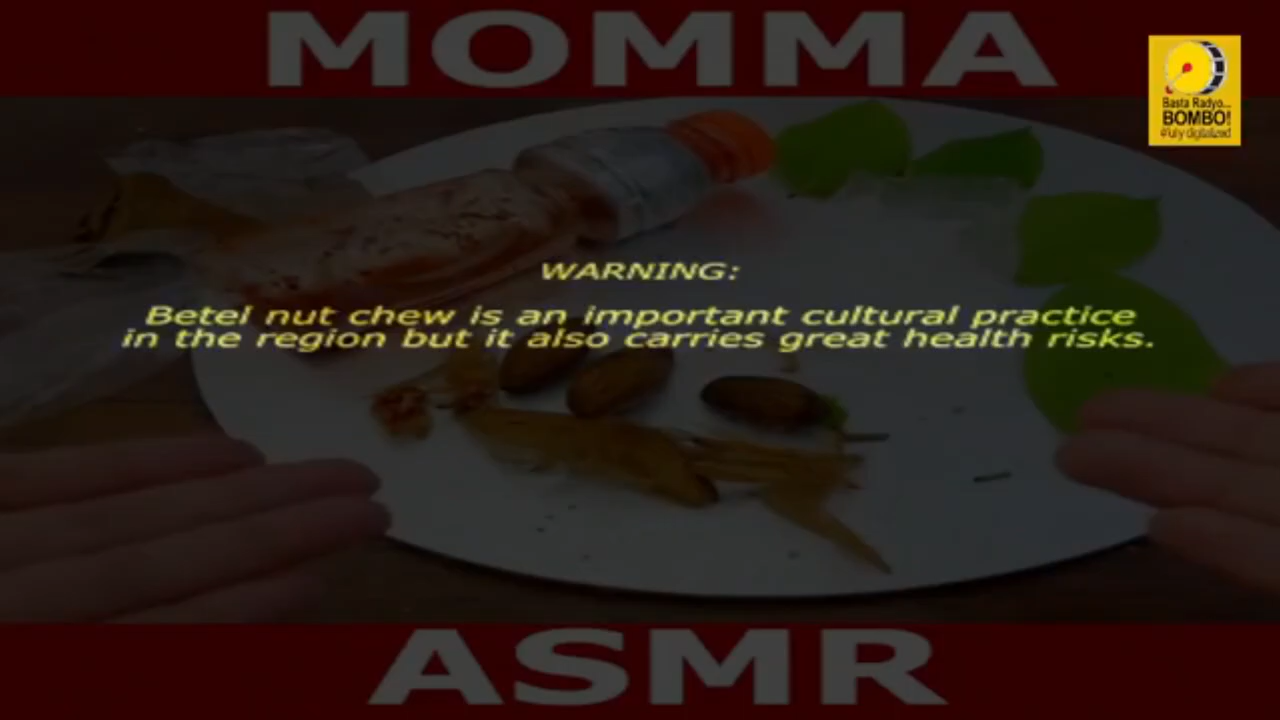 MOMMA
Basta Radyo...
BOMBO!
#fully digitalized
WARNING:
Betel nut chew is an important cultural practice
in the region but it also carries great health risks.
ASMR